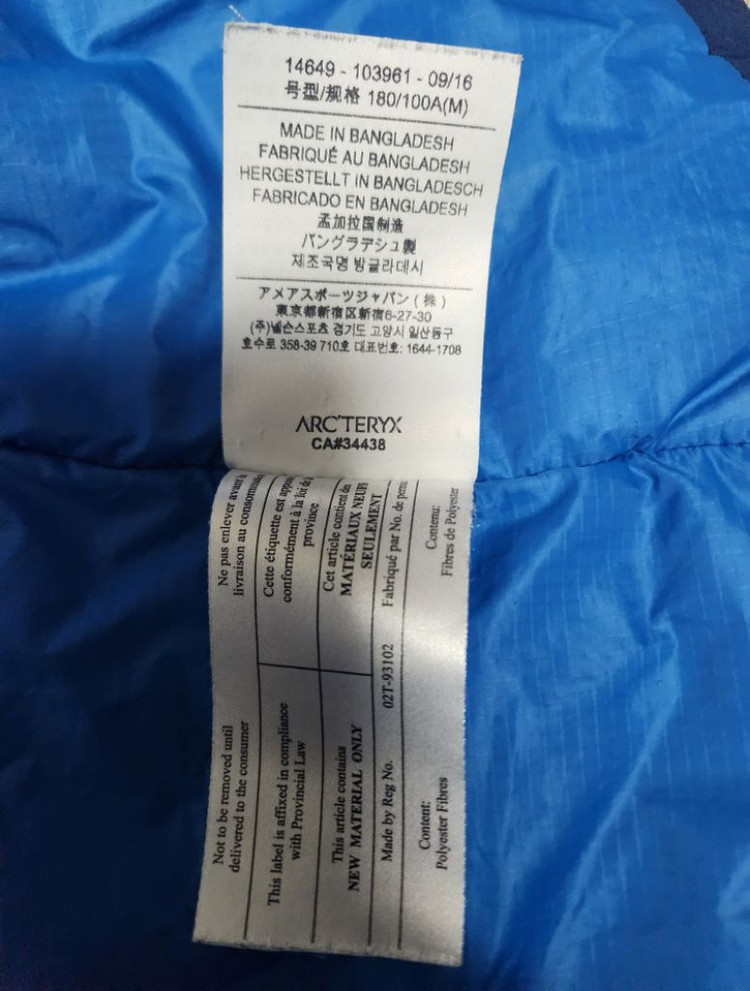 14649 - 103961 - 09/16
号型/规格 180/100A(M)
MADE IN BANGLADESH
FABRIQUÉ AU BANGLADESH
HERGESTELLT IN BANGLADESCH
FABRICADO EN BANGLADESH
孟加拉国制造
バングラデシュ製
제조국명 방글라데시
アメアスポーツジャパン (株)
東京都新宿区新宿6-27-30
(주)넬슨스포츠 경기도 고양시 일산동구
호수로 358-39 710호 대표번호: 1644-1708
ARC'TERYX
CA#34438
Ne pas enlever avant
livraison au consomm
Cette étiquette est app
conformément à la loi de
province
Cet article contient des
MATÉRIAUX NEUFS
SEULEMENT
Fabriqué par No. de perm
Contenu:
Fibres de Polyester
02T-93102
Not to be removed until
delivered to the consumer
This label is affixed in compliance
with Provincial Law
This article contains
NEW MATERIAL ONLY
Made by Reg No.
Content:
Polyester Fibres